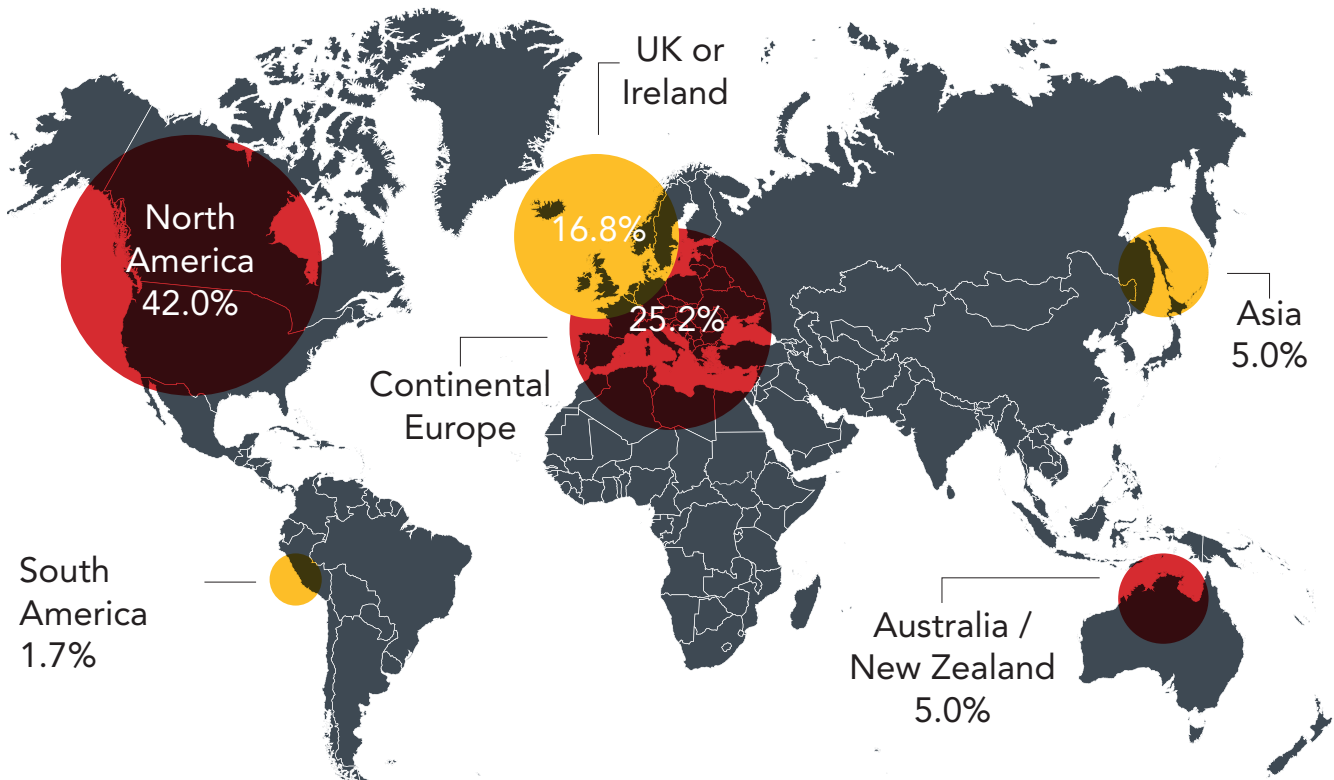 UK or
Ireland
16.8%
North
America
42.0%
25.2%
Continental
Europe
Asia
5.0%
South
America
1.7%
Australia /
New Zealand
5.0%